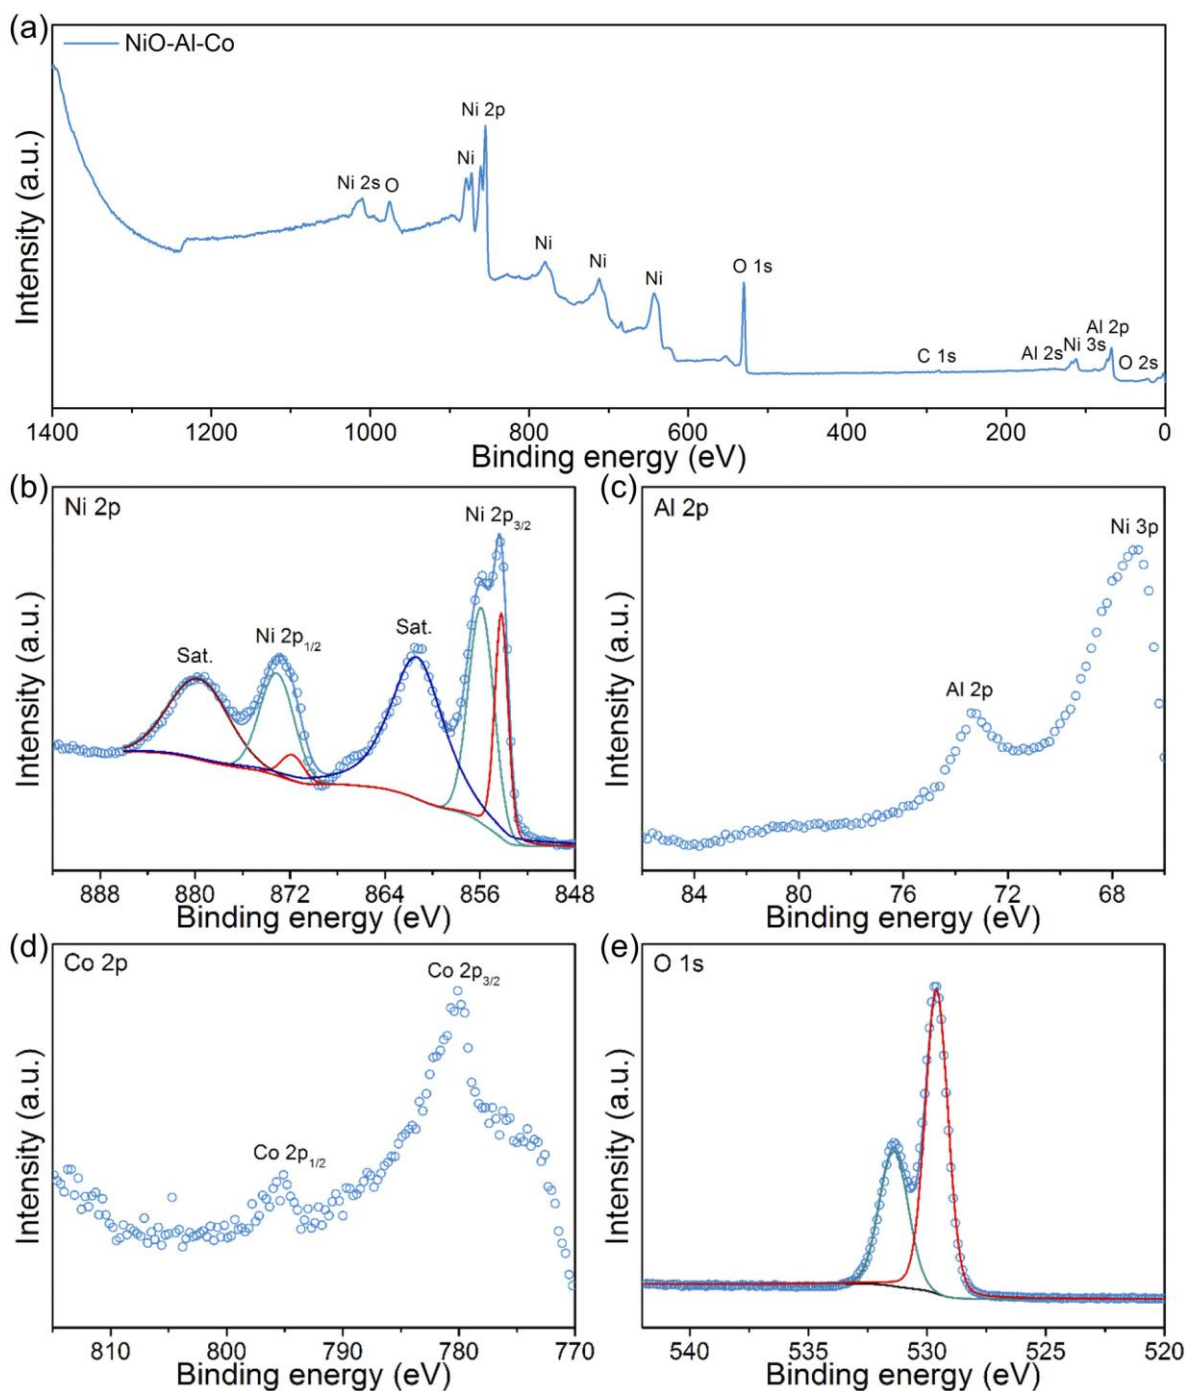 (a)
NiO-Al-Co
Ni 2p
Ni
Ni 2s O
Ni
Ni
Ni
O 1s
C 1s
Al 2s
Ni 3s
Al 2p
O 2s
Intensity (a.u.)
1400 1200 1000 800 600 400 200 0
Binding energy (eV)
(b)
Ni 2p
Ni 2p3/2
Sat.
Ni 2p1/2
Sat.
Intensity (a.u.)
888 880 872 864 856 848
Binding energy (eV)
(c)
Al 2p
Ni 3p
Al 2p
Intensity (a.u.)
84 80 76 72 68
Binding energy (eV)
(d)
Co 2p
Co 2p3/2
Co 2p1/2
Intensity (a.u.)
810 800 790 780 770
Binding energy (eV)
(e)
O 1s
Intensity (a.u.)
540 535 530 525 520
Binding energy (eV)